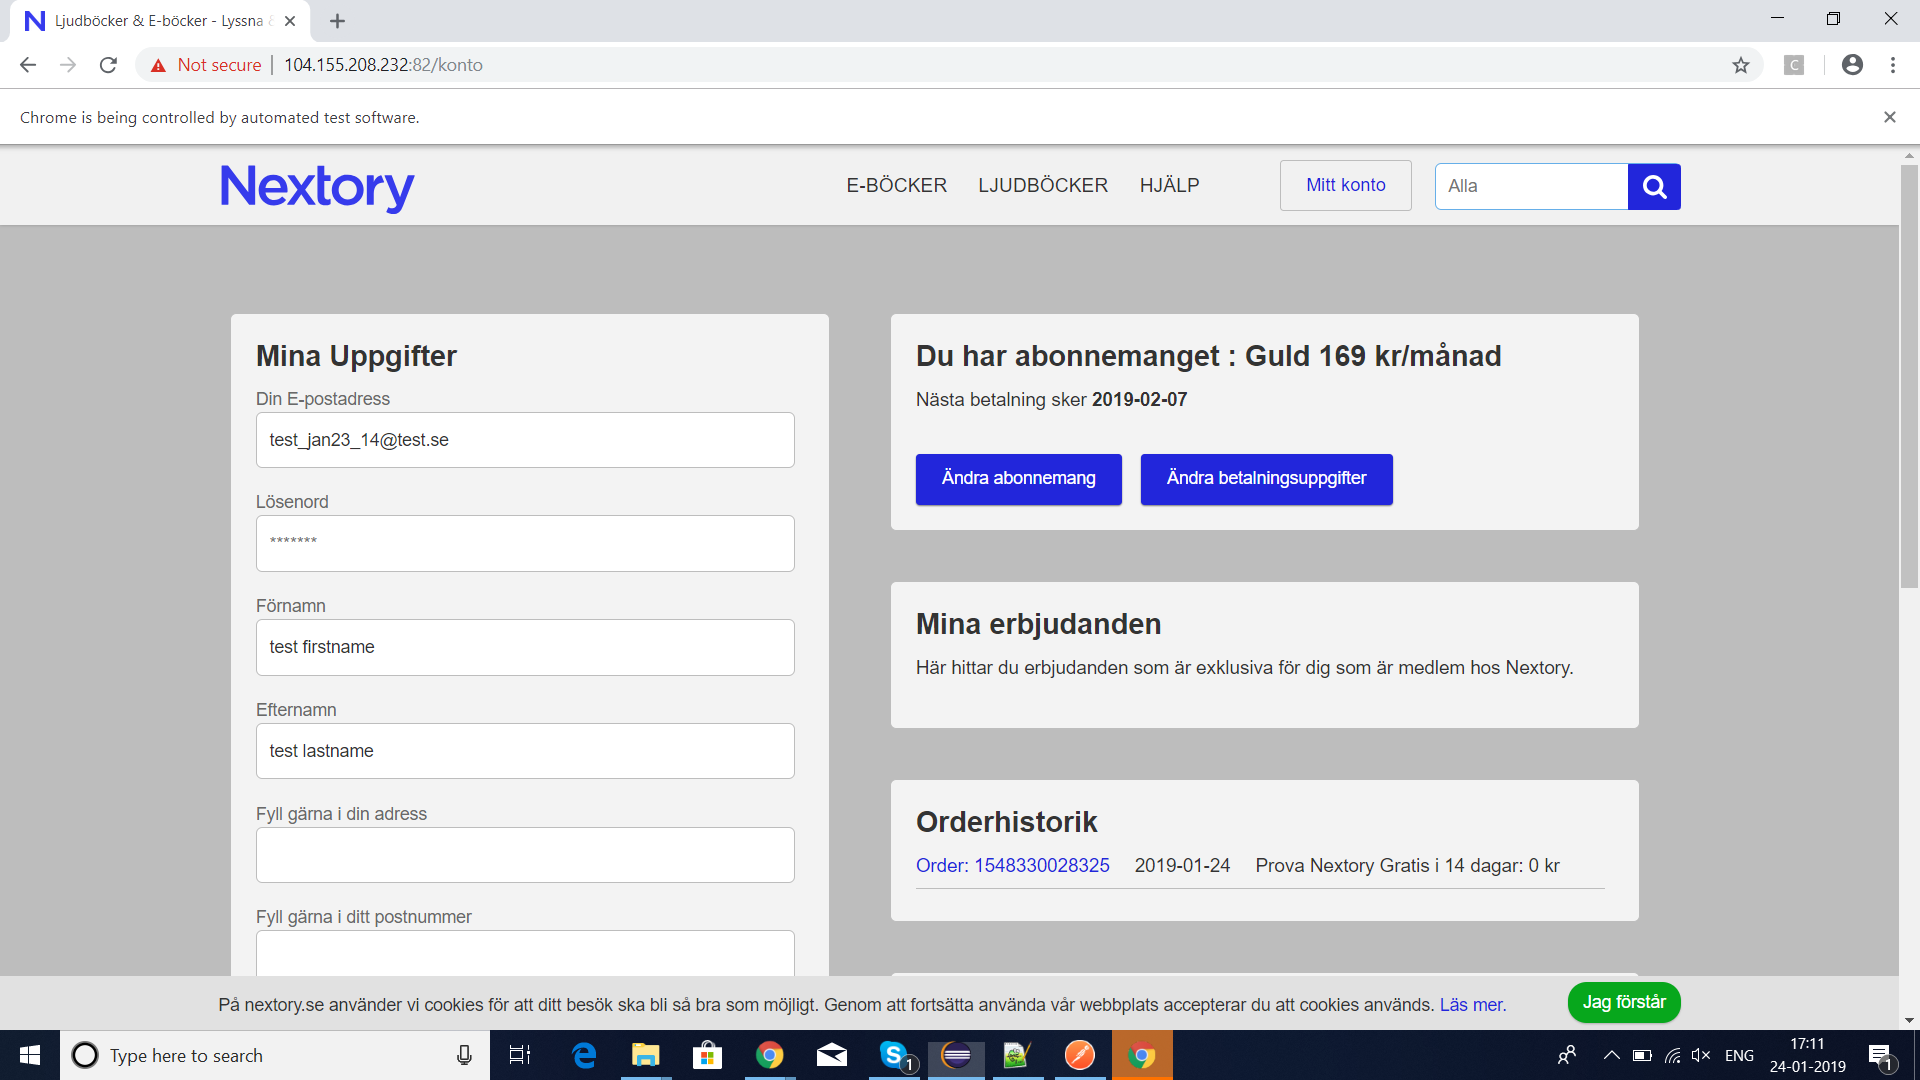 Ljudböcker & E-böcker - Lyssna &
Not secure
104.155.208.232:82/konto
C
Chrome is being controlled by automated test software.
Nextory
E-BÖCKER
LJUDBÖCKER
HJÄLP
Mitt konto
Alla
Mina Uppgifter
Din E-postadress
test_jan23_14@test.se
Lösenord
*******
Förnamn
test firstname
Efternamn
test lastname
Fyll gärna i din adress
Fyll gärna i ditt postnummer
Du har abonnemanget : Guld 169 kr/månad
Nästa betalning sker 2019-02-07
Ändra abonnemang
Ändra betalningsuppgifter
Mina erbjudanden
Här hittar du erbjudanden som är exklusiva för dig som är medlem hos Nextory.
Orderhistorik
Order: 1548330028325 2019-01-24 Prova Nextory Gratis i 14 dagar: 0 kr
På nextory.se använder vi cookies för att ditt besök ska bli så bra som möjligt. Genom att fortsätta använda vår webbplats accepterar du att cookies används. Läs mer.
Jag förstår
Type here to search
1
ENG
17:11
24-01-2019
1